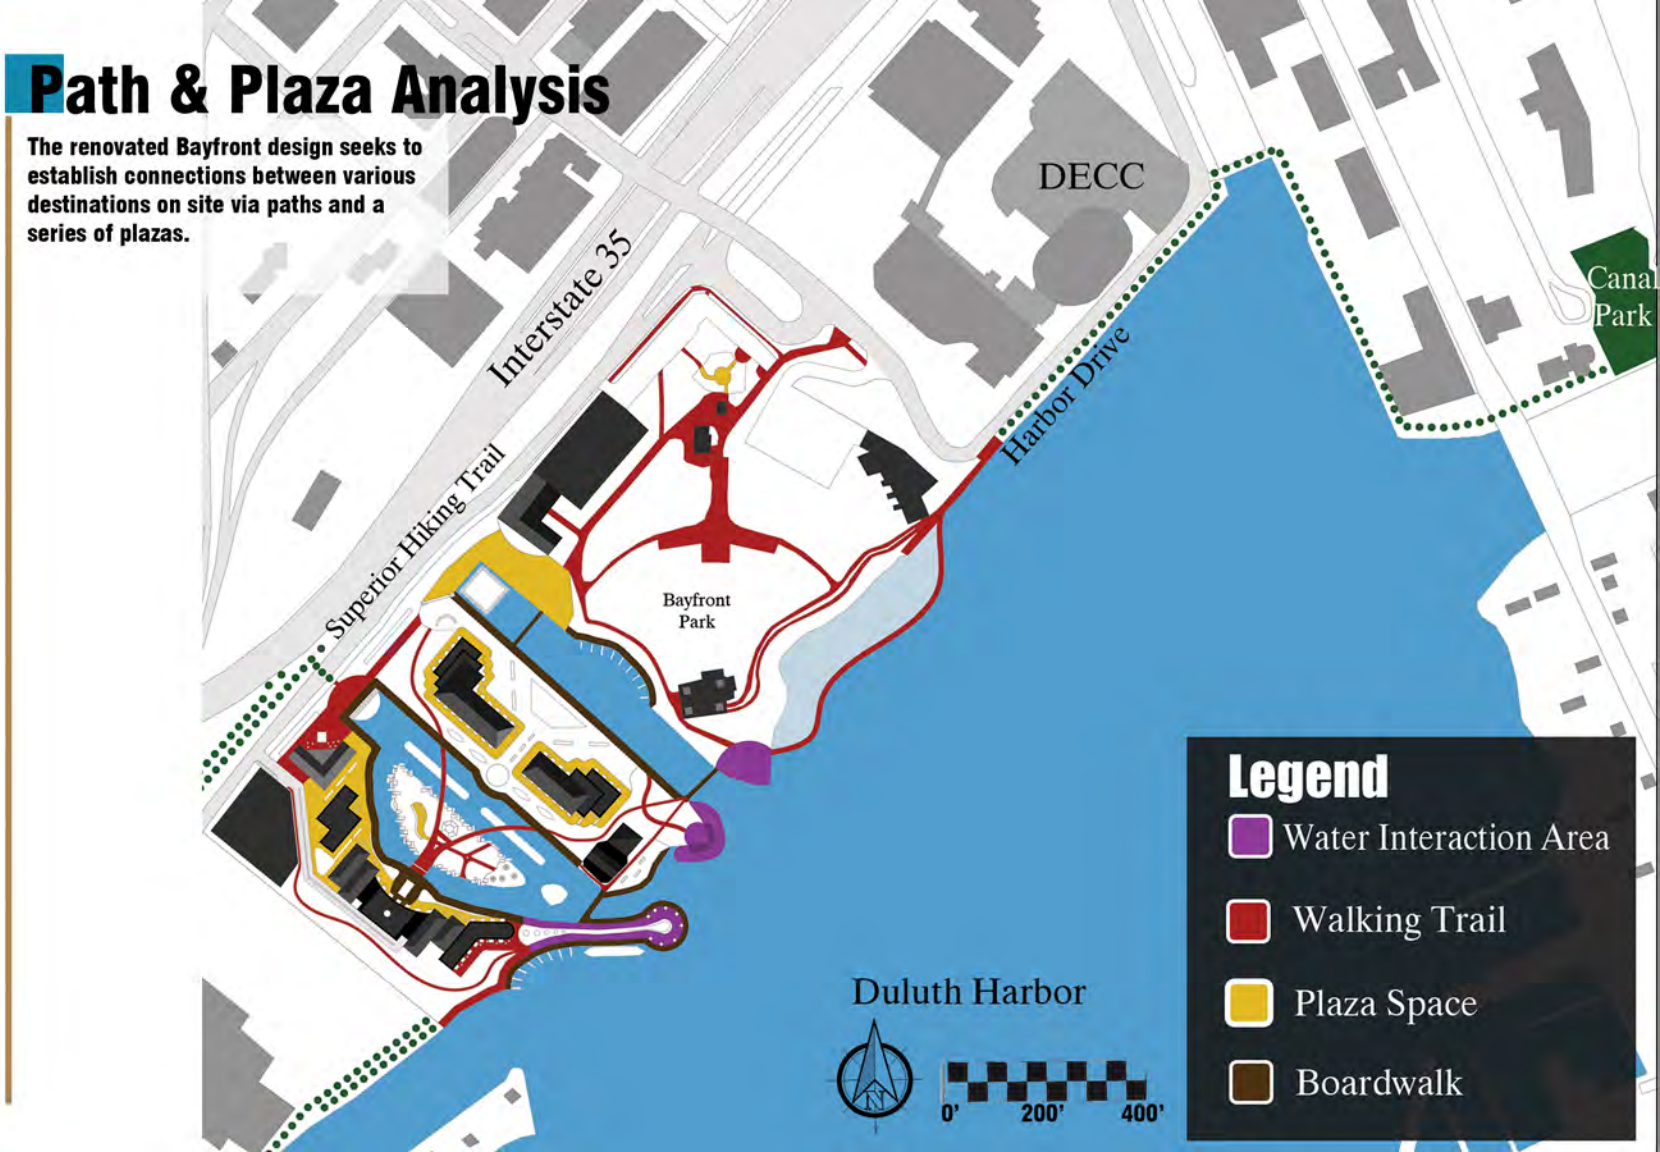 Path & Plaza Analysis
The renovated Bayfront design seeks to
establish connections between various
destinations on site via paths and a
series of plazas.
DECC
Interstate 35
Canal
Park
Harbor Drive
Superior Hiking Trail
Bayfront
Park
Legend
Water Interaction Area
Walking Trail
Plaza Space
Boardwalk
Duluth Harbor
N
0' 200' 400'